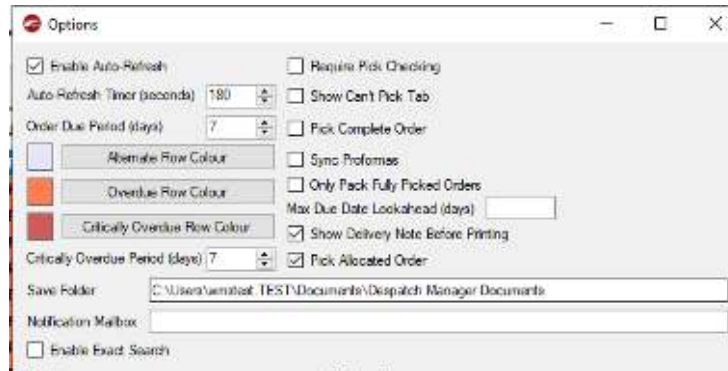 Options
Enable Auto-Refresh
Require Pick Checking
Auto Refresh Timer (seconds) 180
Show Can't Pick Tab
Order Due Period (days) 7
Pick Complete Order
Alternate Row Colour
Sync Proformas
Overdue Row Colour
Only Pack Fully Picked Orders
Max Due Date Lookahead (days)
Critically Overdue Row Colour
Show Delivery Note Before Printing
Critically Overdue Period (days) 7
Pick Allocated Order
Save Folder C:\Users\wmstest.TEST\Documents\Despatch Manager Documents
Notification Mailbox
Enable Exact Search